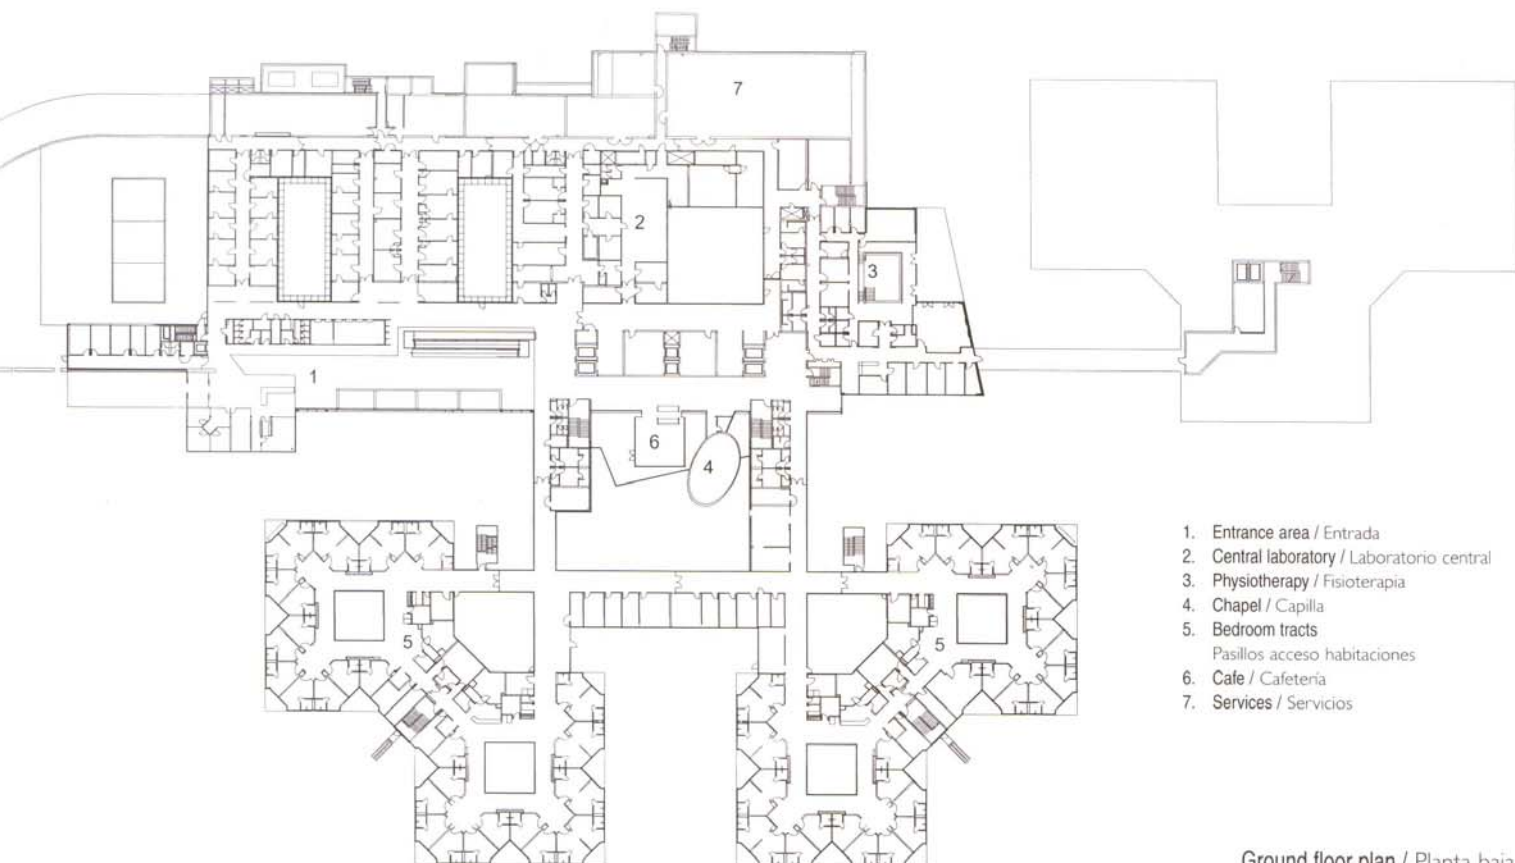 7
2
3
1
6
4
5
5
1. Entrance area / Entrada
2. Central laboratory / Laboratorio central
3. Physiotherapy / Fisioterapia
4. Chapel / Capilla
5. Bedroom tracts
Pasillos acceso habitaciones
6. Cafe / Cafetería
7. Services / Servicios
Ground floor plan / Planta baja